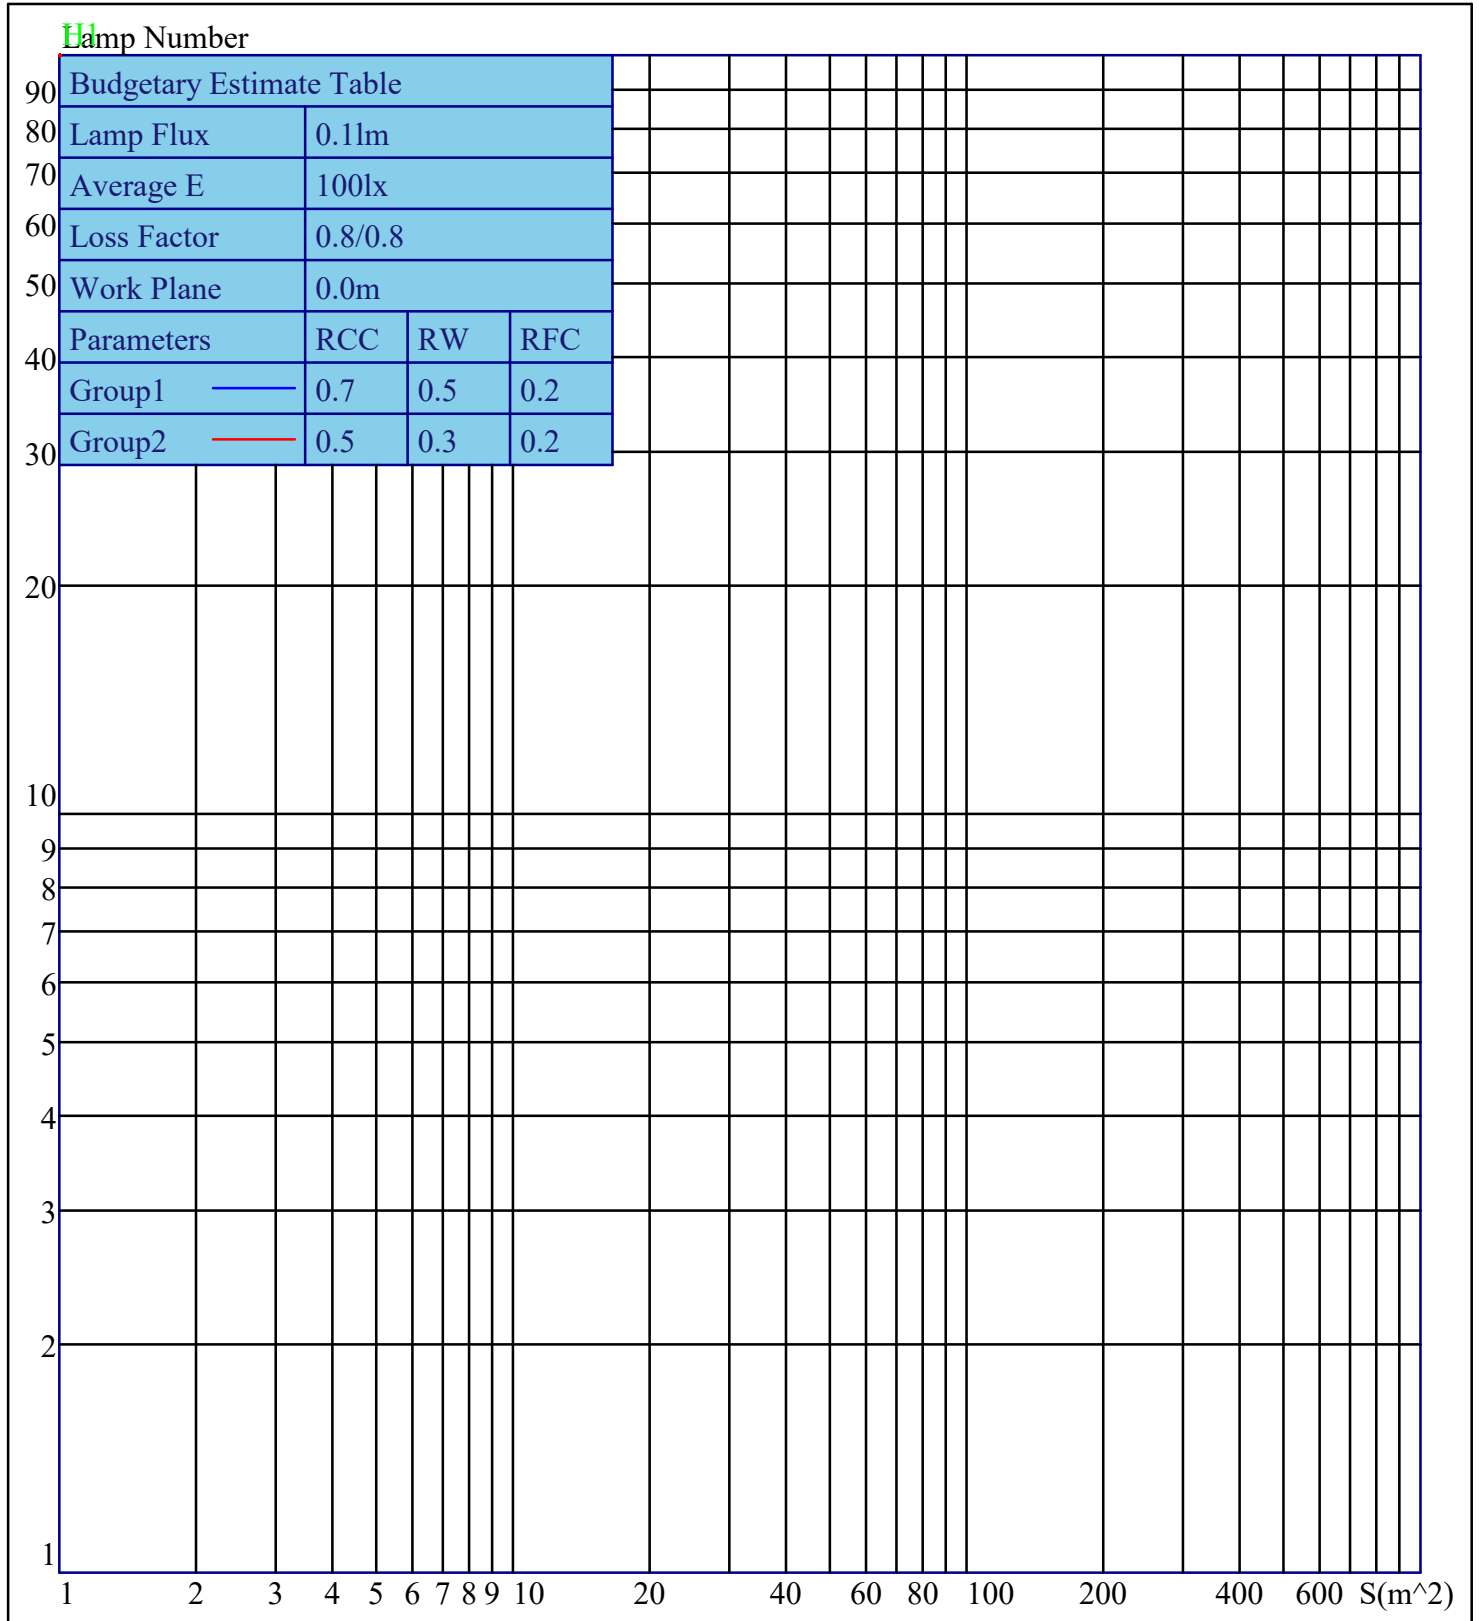 Lamp Number
Budgetary Estimate Table
Lamp Flux 0.1lm
Average E 100lx
Loss Factor 0.8/0.8
Work Plane 0.0m
Parameters RCC RW RFC
Group1 0.7 0.5 0.2
Group2 0.5 0.3 0.2
90
80
70
60
50
40
30
20
10
9
8
7
6
5
4
3
2
1
1 2 3 4 5 6 7 8 9 10 20 40 60 80 100 200 400 600 S(m^2)